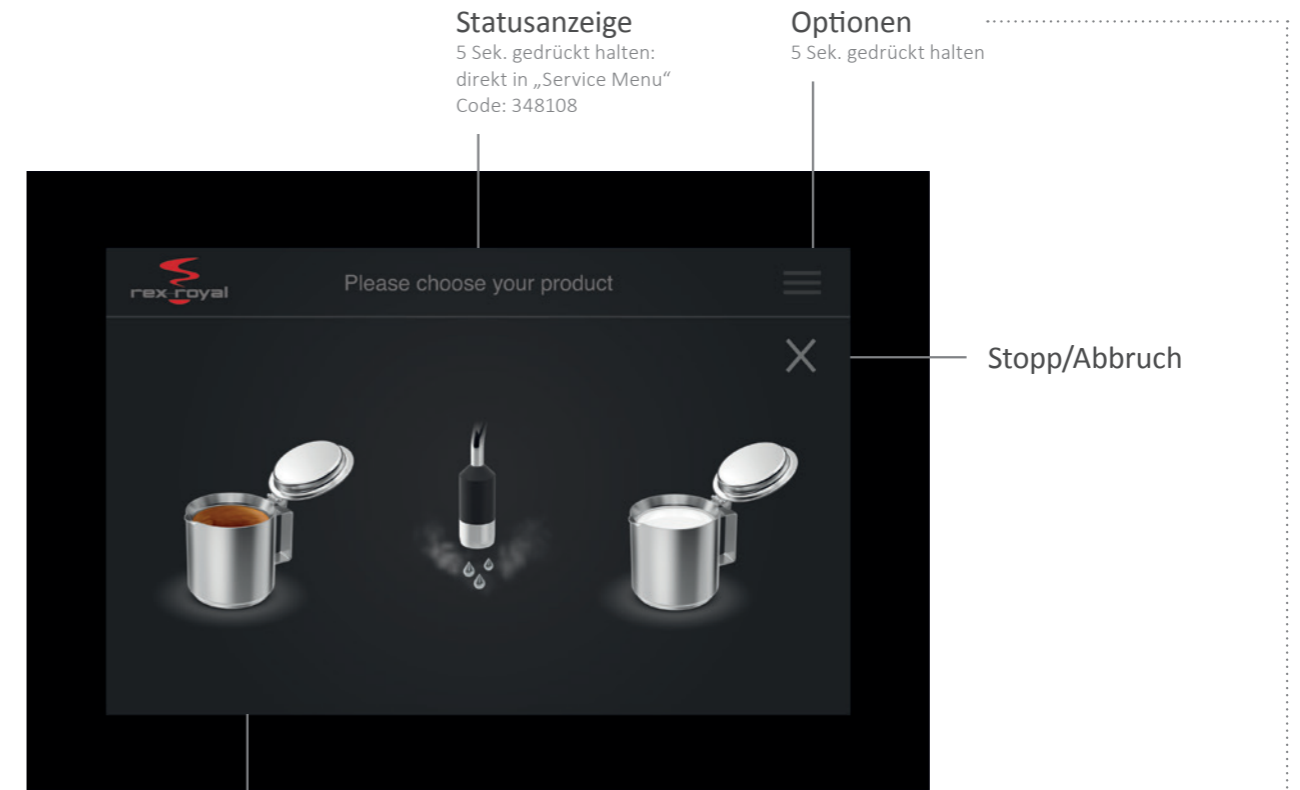 Statusanzeige
5 Sek. gedrückt halten:
direkt in „Service Menu“
Code: 348108
Optionen
5 Sek. gedrückt halten
rex-royal
Please choose your product
Stopp/Abbruch